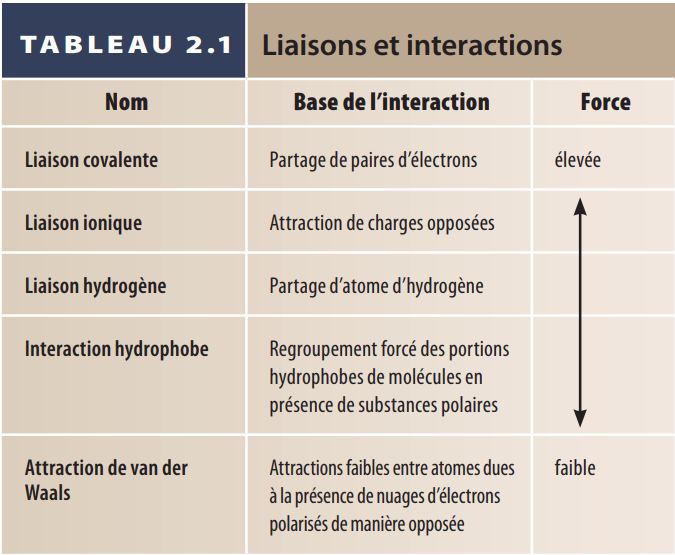 TABLEAU 2.1 Liaisons et interactions
Nom Base de l’interaction Force
Liaison covalente Partage de paires d’électrons élevée
Liaison ionique Attraction de charges opposées
Liaison hydrogène Partage d’atome d’hydrogène
Interaction hydrophobe Regroupement forcé des portions
hydrophobes de molécules en
présence de substances polaires
Attraction de van der Attractions faibles entre atomes dues faible
Waals à la présence de nuages d’électrons
polarisés de manière opposée